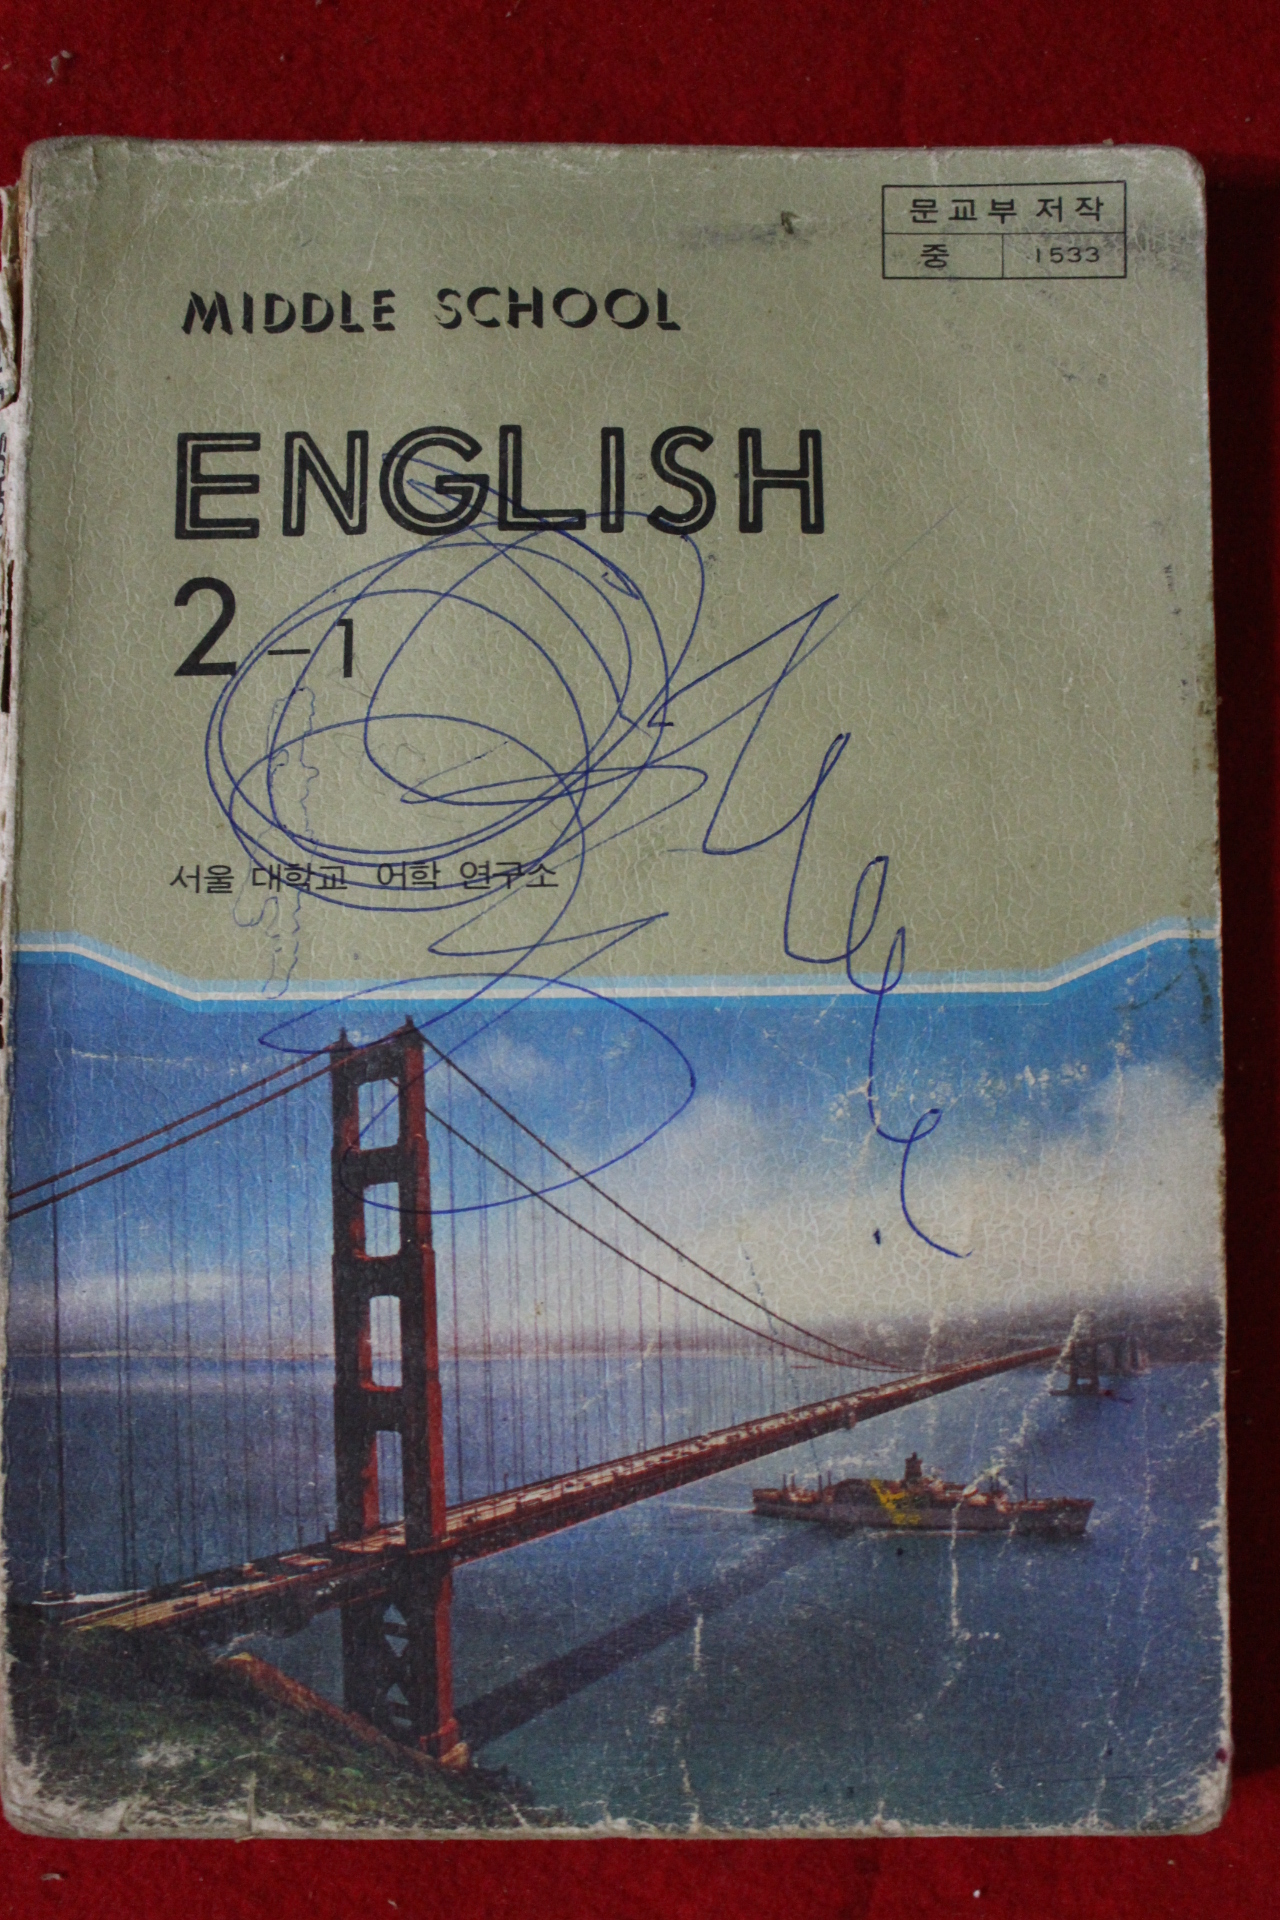 문교부 저작
중 1533
MIDDLE SCHOOL
ENGLISH
2-1
서울 대학교 어학 연구소